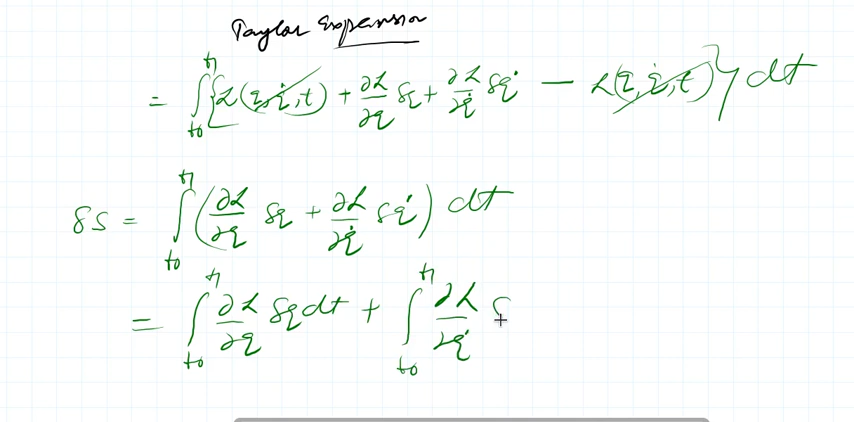 Taylor Expansion
= ∫_{t0}^{t1} { L(q, q̇, t) + ∂L/∂q δq + ∂L/∂q̇ δq̇ − L(q, q̇, t) } dt
δS = ∫_{t0}^{t1} ( ∂L/∂q δq + ∂L/∂q̇ δq̇ ) dt
= ∫_{t0}^{t1} ∂L/∂q δq dt + ∫_{t0}^{t1} ∂L/∂q̇ δ